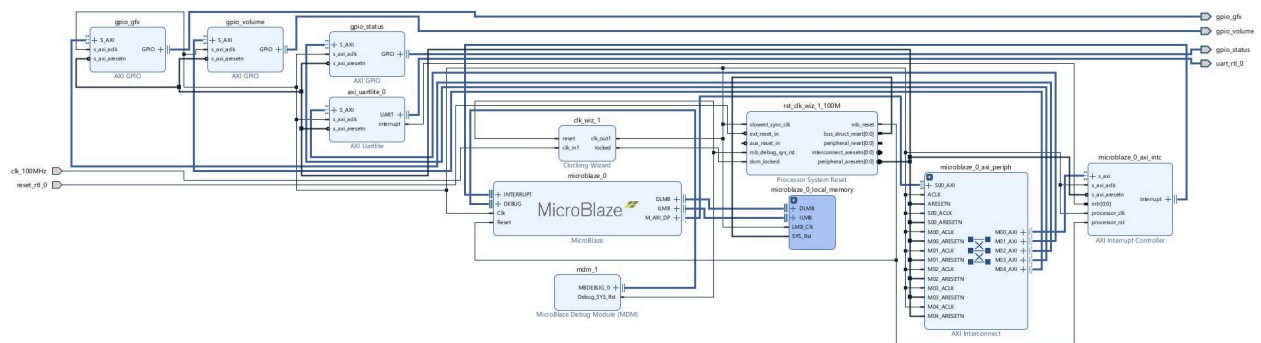 gpio_gfx
S_AXI
s_axi_aclk
s_axi_aresetn
GPIO
AXI GPIO
gpio_volume
S_AXI
s_axi_aclk
s_axi_aresetn
GPIO
AXI GPIO
gpio_status
S_AXI
s_axi_aclk
s_axi_aresetn
GPIO
AXI GPIO
axi_uartlite_0
S_AXI
s_axi_aclk
s_axi_aresetn
UART
interrupt
AXI Uartlite
gpio_gfx
gpio_volume
gpio_status
uart_rtl_0
clk_100MHz
reset_rtl_0
clk_wiz_1
reset
clk_in1
clk_out1
locked
Clocking Wizard
rst_clk_wiz_1_100M
slowest_sync_clk
ext_reset_in
aux_reset_in
mb_debug_sys_rst
dcm_locked
mb_reset
bus_struct_reset[0:0]
peripheral_reset[0:0]
interconnect_aresetn[0:0]
peripheral_aresetn[0:0]
Processor System Reset
microblaze_0
INTERRUPT
DEBUG
Clk
Reset
MicroBlaze
DLMB
ILMB
M_AXI_DP
MicroBlaze
microblaze_0_local_memory
DLMB
ILMB
LMB_Clk
SYS_Rst
mdm_1
MBDEBUG_0
Debug_SYS_Rst
MicroBlaze Debug Module (MDM)
microblaze_0_axi_periph
S00_AXI
ACLK
ARESETN
S00_ACLK
S00_ARESETN
M00_ACLK
M00_ARESETN
M01_ACLK
M01_ARESETN
M02_ACLK
M02_ARESETN
M03_ACLK
M03_ARESETN
M04_ACLK
M04_ARESETN
M00_AXI
M01_AXI
M02_AXI
M03_AXI
M04_AXI
AXI Interconnect
microblaze_0_axi_intc
s_axi
s_axi_aclk
s_axi_aresetn
intr[0:0]
processor_clk
processor_rst
interrupt
AXI Interrupt Controller